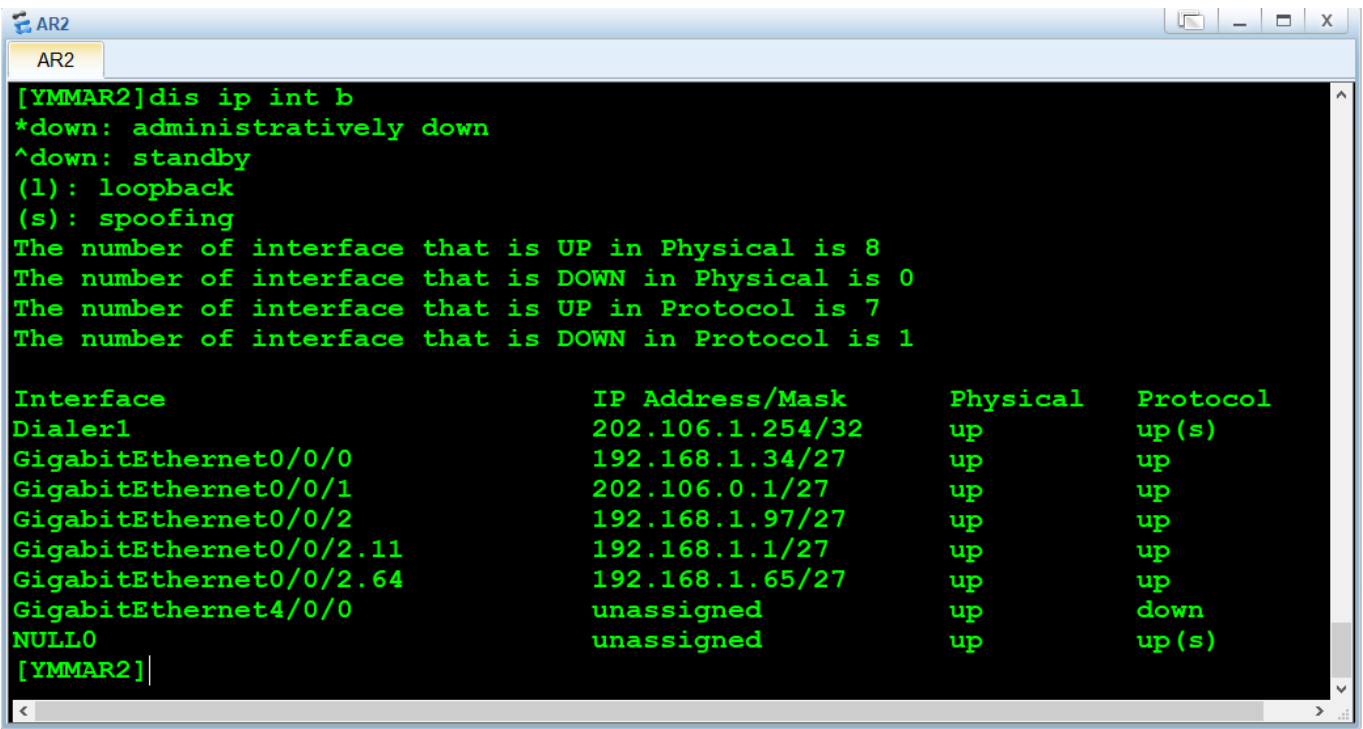 AR2
AR2
[YMMAR2]dis ip int b
*down: administratively down
^down: standby
(l): loopback
(s): spoofing
The number of interface that is UP in Physical is 8
The number of interface that is DOWN in Physical is 0
The number of interface that is UP in Protocol is 7
The number of interface that is DOWN in Protocol is 1
Interface IP Address/Mask Physical Protocol
Dialer1 202.106.1.254/32 up up(s)
GigabitEthernet0/0/0 192.168.1.34/27 up up
GigabitEthernet0/0/1 202.106.0.1/27 up up
GigabitEthernet0/0/2 192.168.1.97/27 up up
GigabitEthernet0/0/2.11 192.168.1.1/27 up up
GigabitEthernet0/0/2.64 192.168.1.65/27 up up
GigabitEthernet4/0/0 unassigned up down
NULL0 unassigned up up(s)
[YMMAR2]